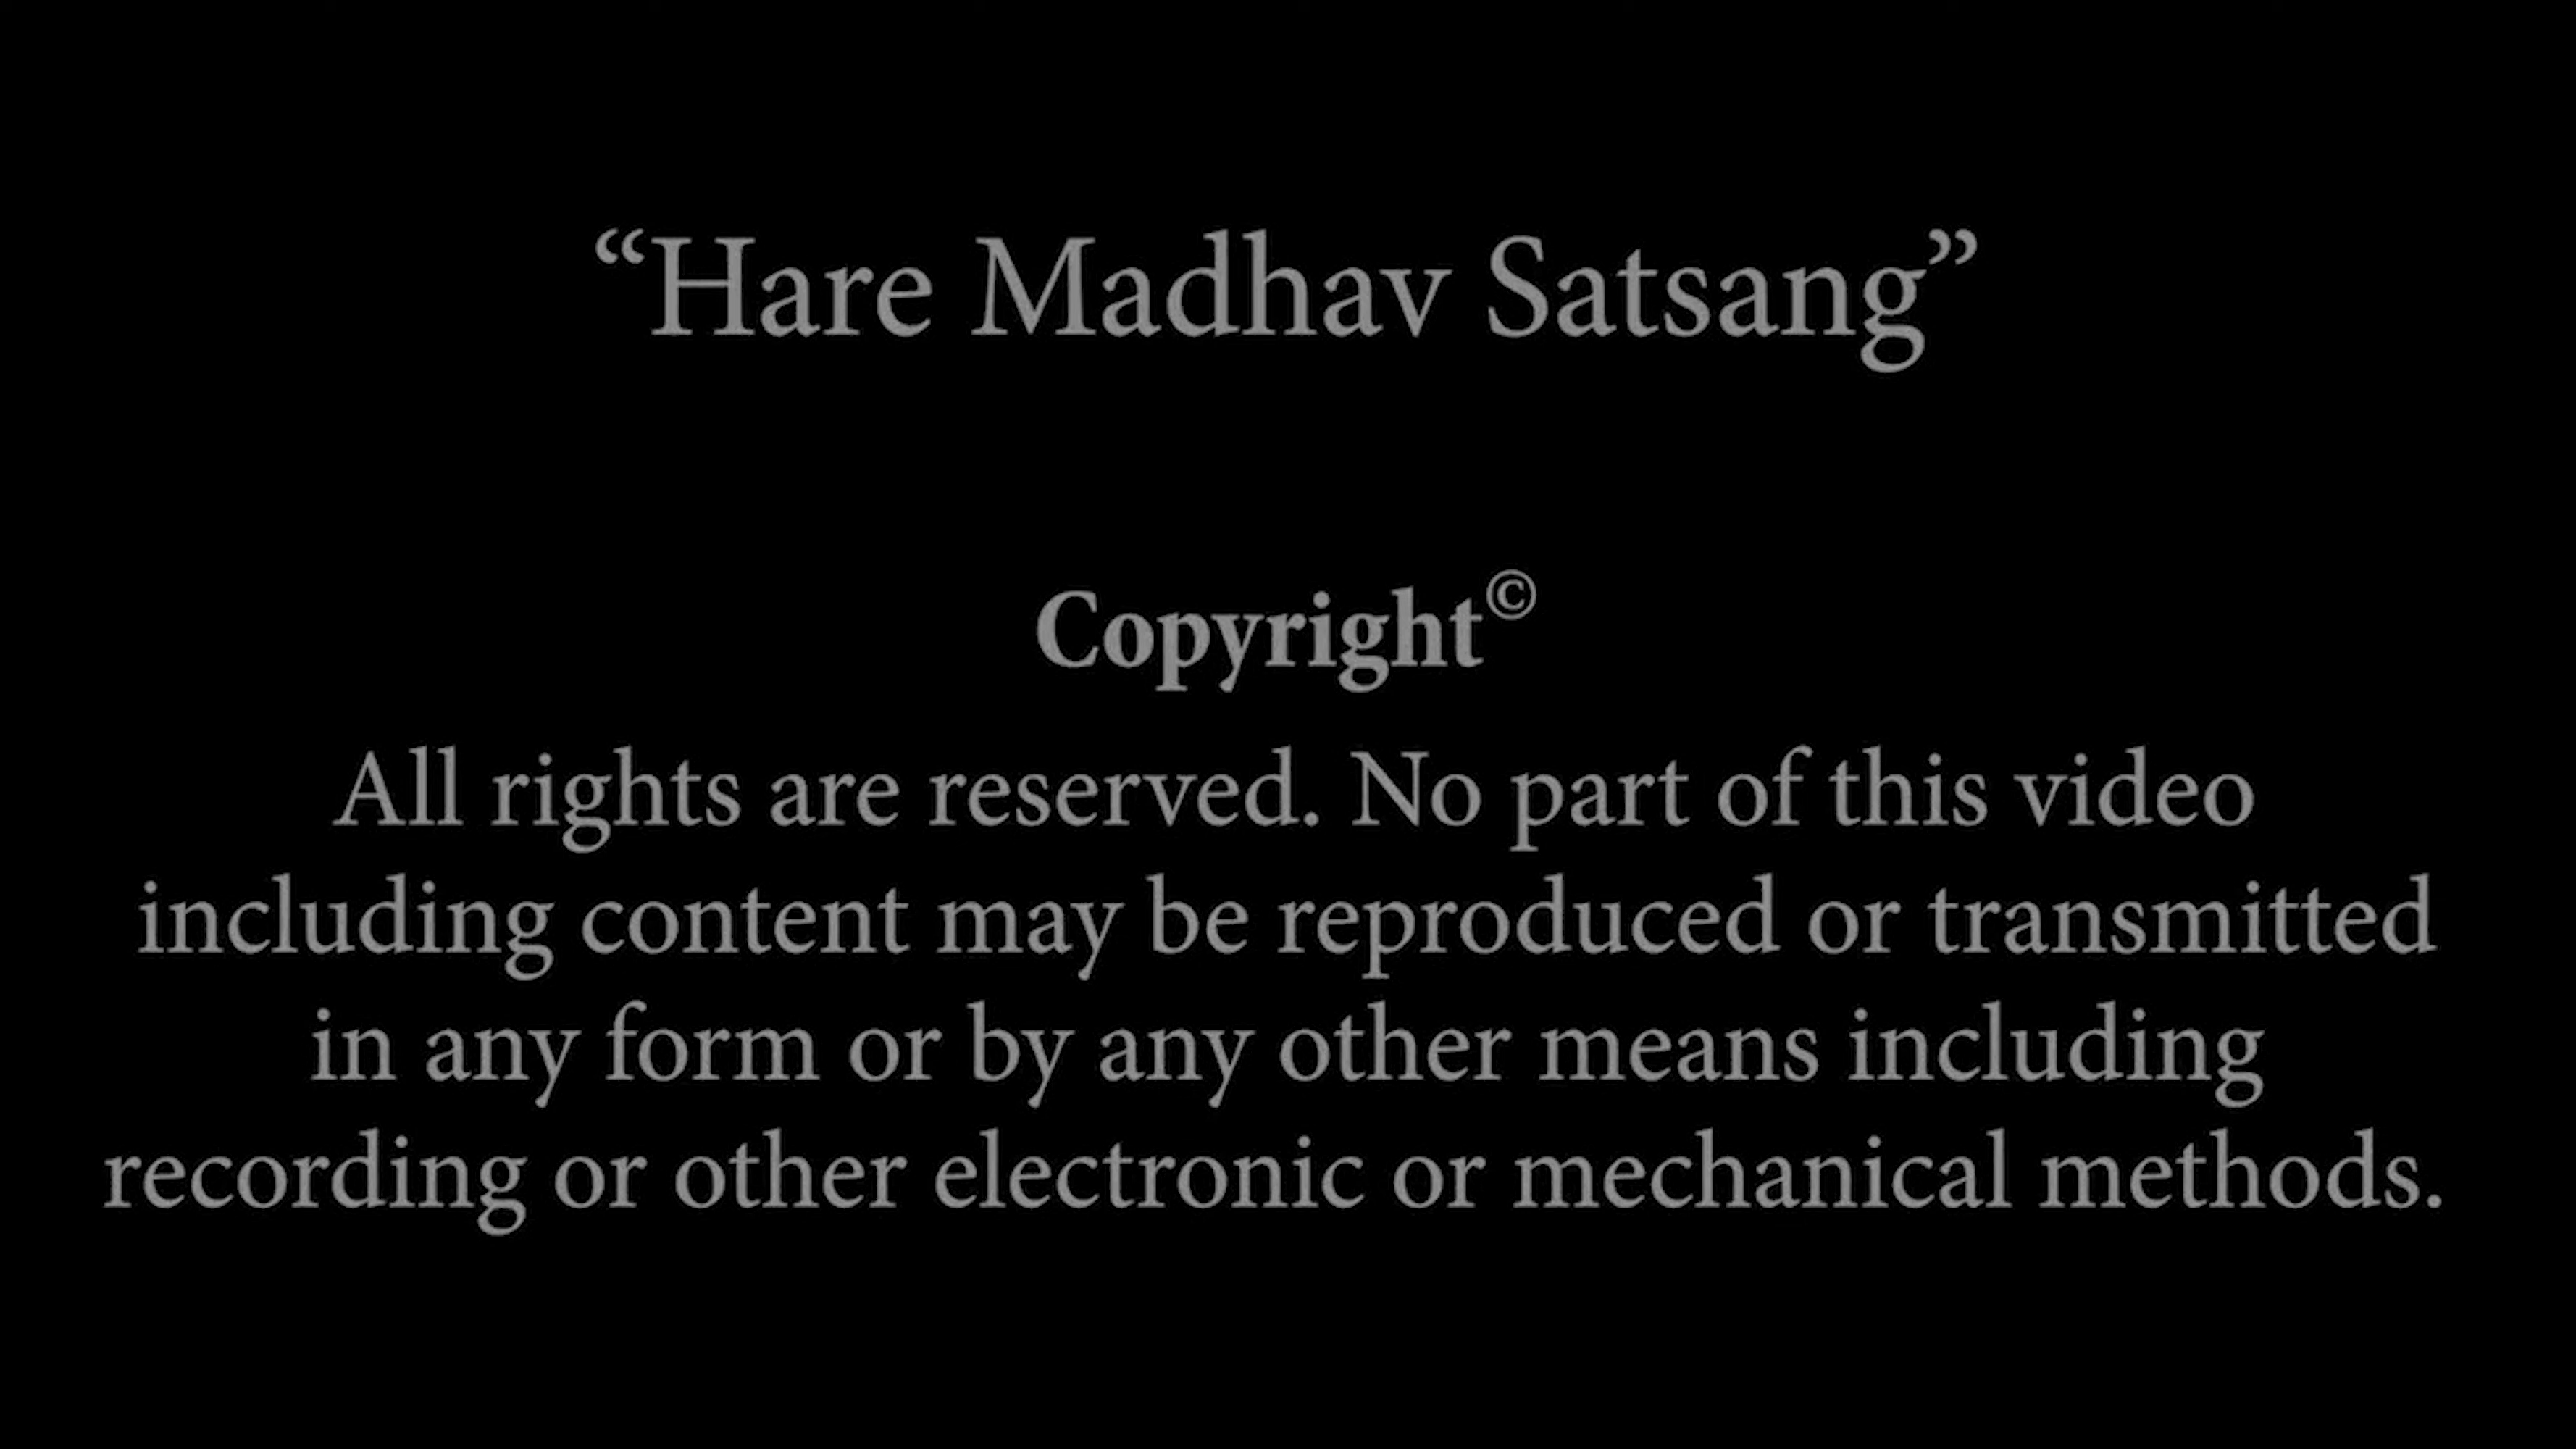 “Hare Madhav Satsang”
Copyright©
All rights are reserved. No part of this video
including content may be reproduced or transmitted
in any form or by any other means including
recording or other electronic or mechanical methods.